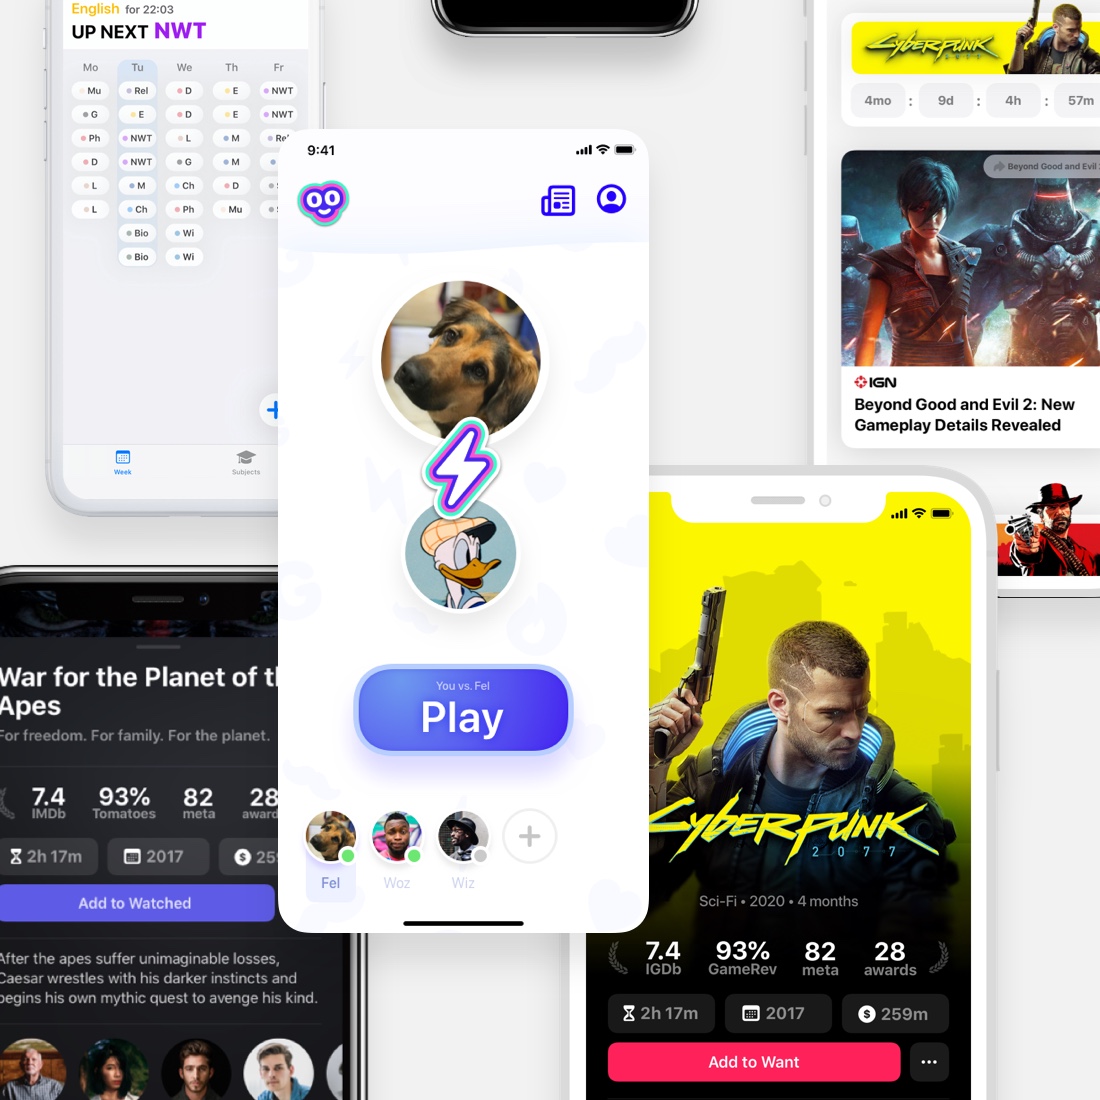 English for 22:03
UP NEXT NWT
Mo Tu We Th Fr
Mu Rel D E NWT
G E D E NWT
Ph NWT L M Rel
D NWT G M
L M Ch D
L Ch Ph Mu
Bio Wi
Bio Wi
Week Subjects
9:41
You vs. Fel
Play
Fel Woz Wiz
CYBERPUNK
2077
4mo : 9d : 4h : 57m
Beyond Good and Evil
IGN
Beyond Good and Evil 2: New
Gameplay Details Revealed
War for the Planet of
Apes
For freedom. For family. For the planet.
7.4 93% 82 28
IMDb Tomatoes meta
2h 17m 2017
Add to Watched
After the apes suffer unimaginable losses,
Caesar wrestles with his darker instincts and
begins his own mythic quest to avenge his kind.
CYBERPUNK
2077
Sci-Fi • 2020 • 4 months
7.4 93% 82 28
IGDb GameRev meta awards
2h 17m 2017 $ 259m
Add to Want